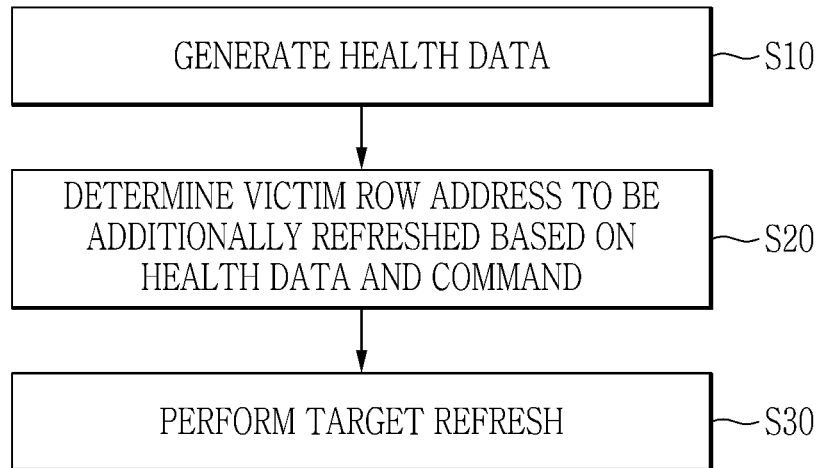 GENERATE HEALTH DATA
S10
DETERMINE VICTIM ROW ADDRESS TO BE
ADDITIONALLY REFRESHED BASED ON
HEALTH DATA AND COMMAND
S20
PERFORM TARGET REFRESH
S30